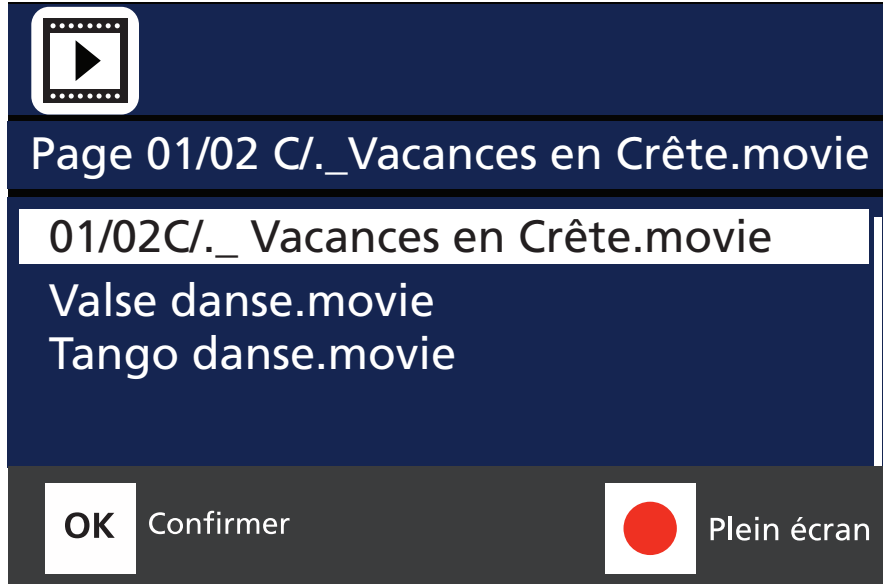 Page 01/02 C/._Vacances en Crête.movie
01/02C/._ Vacances en Crête.movie
Valse danse.movie
Tango danse.movie
OK Confirmer
Plein écran